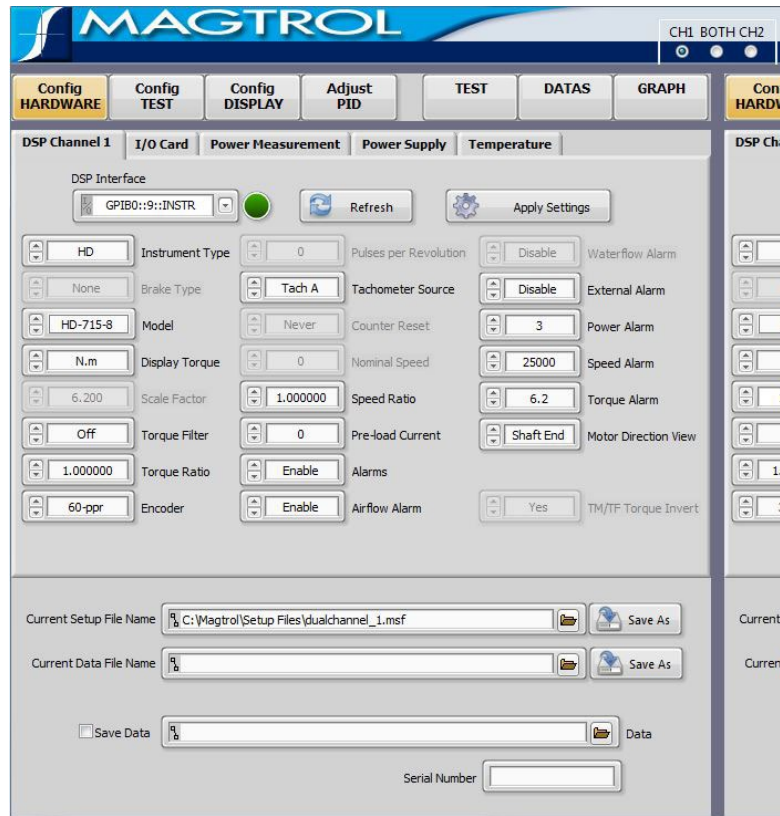 MAGTROL
CH1 BOTH CH2
Config HARDWARE
Config TEST
Config DISPLAY
Adjust PID
TEST
DATAS
GRAPH
Con
HARDW
DSP Channel 1
I/O Card
Power Measurement
Power Supply
Temperature
DSP Cha
DSP Interface
GPIB0::9::INSTR
Refresh
Apply Settings
HD Instrument Type
0 Pulses per Revolution
Disable Waterflow Alarm
None Brake Type
Tach A Tachometer Source
Disable External Alarm
HD-715-8 Model
Never Counter Reset
3 Power Alarm
N.m Display Torque
0 Nominal Speed
25000 Speed Alarm
6.200 Scale Factor
1.000000 Speed Ratio
6.2 Torque Alarm
Off Torque Filter
0 Pre-load Current
Shaft End Motor Direction View
1.000000 Torque Ratio
Enable Alarms
1.
60-ppr Encoder
Enable Airflow Alarm
Yes TM/TF Torque Invert
Current Setup File Name C:\Magtrol\Setup Files\dualchannel_1.msf Save As
Current
Current Data File Name Save As
Curren
Save Data Data
Serial Number